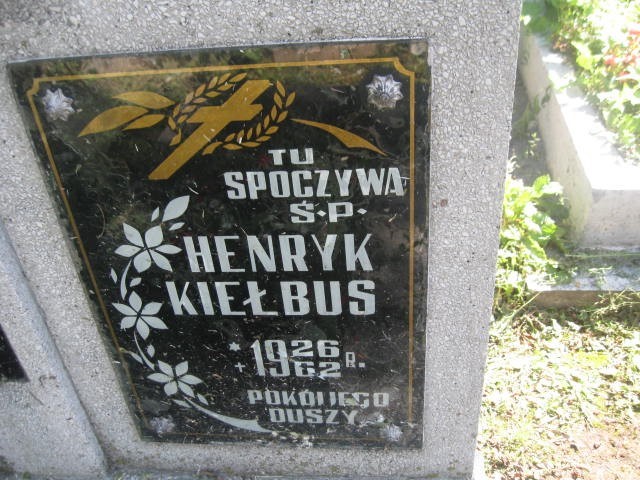 TU
SPOCZYWA
Ś.P.
HENRYK
KIEŁBUS
* 1926
+ 1962 R.
POKÓJ JEGO
DUSZY